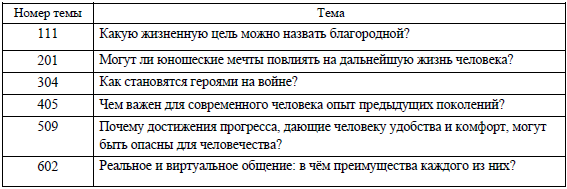 Номер темы Тема
111 Какую жизненную цель можно назвать благородной?
201 Могут ли юношеские мечты повлиять на дальнейшую жизнь человека?
304 Как становятся героями на войне?
405 Чем важен для современного человека опыт предыдущих поколений?
509 Почему достижения прогресса, дающие человеку удобства и комфорт, могут
быть опасны для человечества?
602 Реальное и виртуальное общение: в чём преимущества каждого из них?